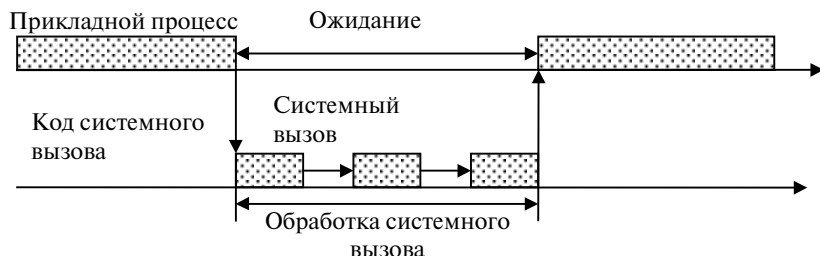 Прикладной процесс
Ожидание
Код системного
вызова
Системный
вызов
Обработка системного
вызова